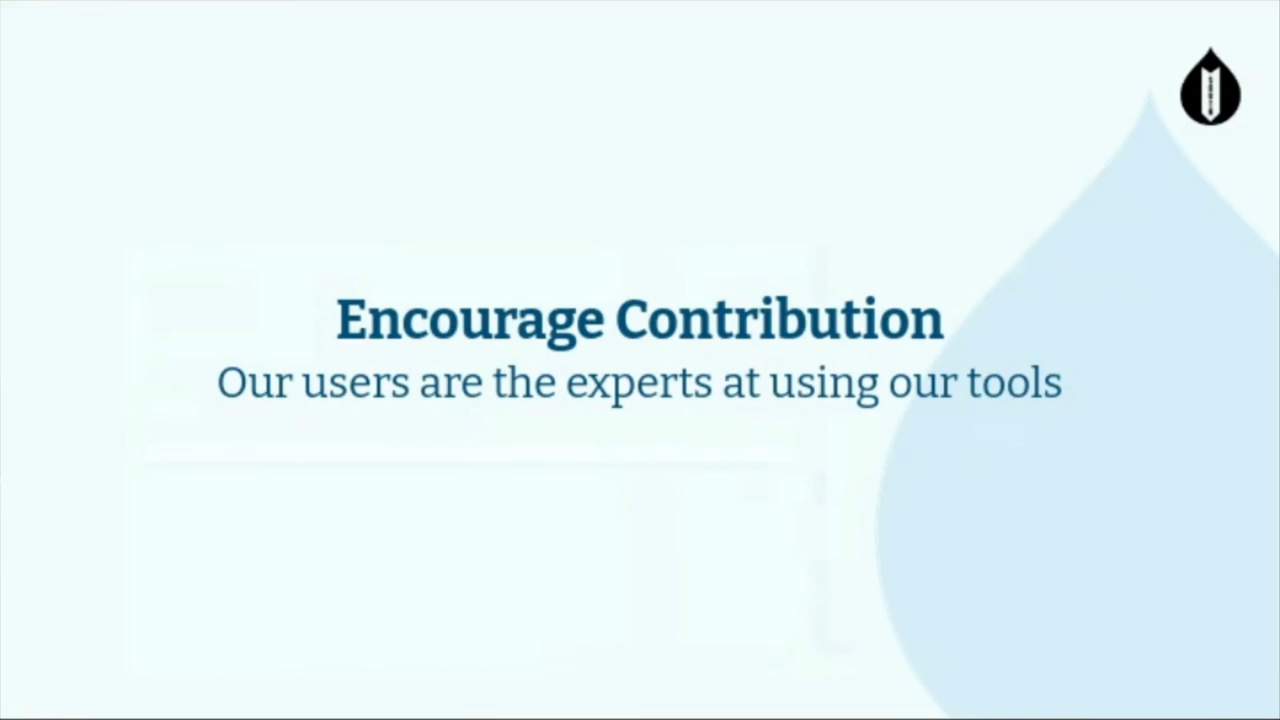 Encourage Contribution
Our users are the experts at using our tools